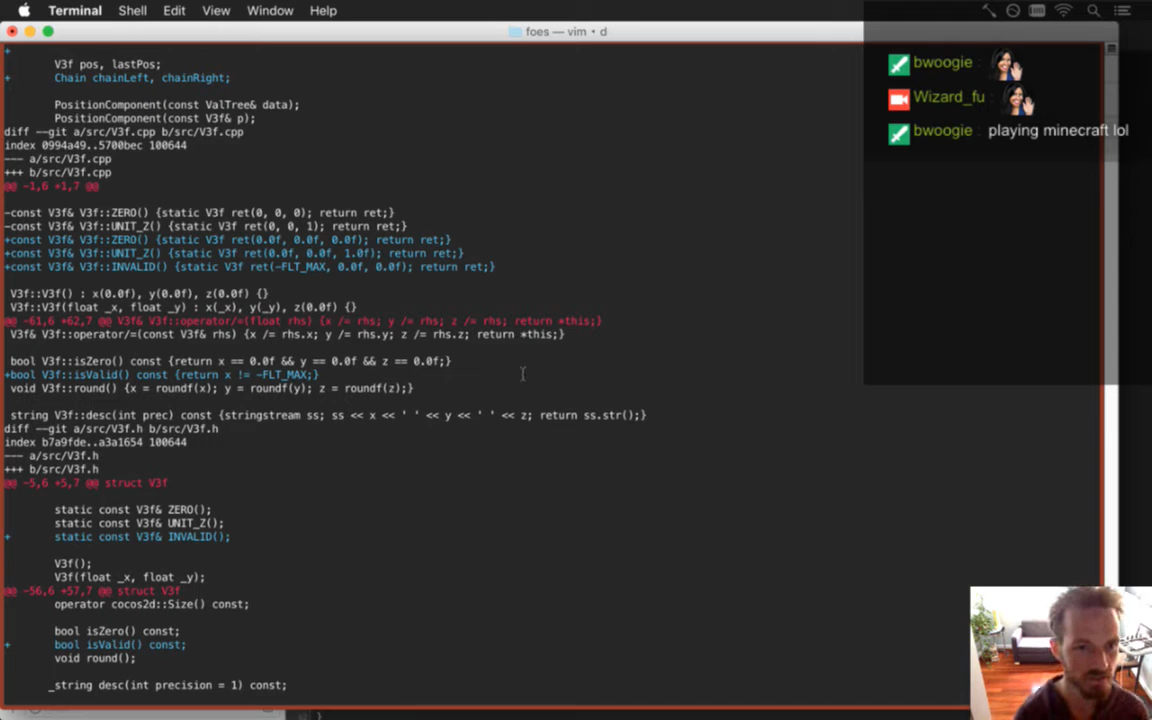 Terminal Shell Edit View Window Help
foes — vim • d
+
V3f pos, lastPos;
+ Chain chainLeft, chainRight;
PositionComponent(const ValTree& data);
PositionComponent(const V3f& p);
diff --git a/src/V3f.cpp b/src/V3f.cpp
index 0994a49..5700bec 100644
--- a/src/V3f.cpp
+++ b/src/V3f.cpp
@@ -1,6 +1,7 @@
-const V3f& V3f::ZERO() {static V3f ret(0, 0, 0); return ret;}
-const V3f& V3f::UNIT_Z() {static V3f ret(0, 0, 1); return ret;}
+const V3f& V3f::ZERO() {static V3f ret(0.0f, 0.0f, 0.0f); return ret;}
+const V3f& V3f::UNIT_Z() {static V3f ret(0.0f, 0.0f, 1.0f); return ret;}
+const V3f& V3f::INVALID() {static V3f ret(-FLT_MAX, 0.0f, 0.0f); return ret;}
V3f::V3f() : x(0.0f), y(0.0f), z(0.0f) {}
V3f::V3f(float _x, float _y) : x(_x), y(_y), z(0.0f) {}
@@ -61,6 +62,7 @@ V3f& V3f::operator/=(float rhs) {x /= rhs; y /= rhs; z /= rhs; return *this;}
V3f& V3f::operator/=(const V3f& rhs) {x /= rhs.x; y /= rhs.y; z /= rhs.z; return *this;}
bool V3f::isZero() const {return x == 0.0f && y == 0.0f && z == 0.0f;}
+bool V3f::isValid() const {return x != -FLT_MAX;}
void V3f::round() {x = roundf(x); y = roundf(y); z = roundf(z);}
string V3f::desc(int prec) const {stringstream ss; ss << x << ' ' << y << ' ' << z; return ss.str();}
diff --git a/src/V3f.h b/src/V3f.h
index b7a9fde..a3a1654 100644
--- a/src/V3f.h
+++ b/src/V3f.h
@@ -5,6 +5,7 @@ struct V3f
static const V3f& ZERO();
static const V3f& UNIT_Z();
+ static const V3f& INVALID();
V3f();
V3f(float _x, float _y);
@@ -56,6 +57,7 @@ struct V3f
operator cocos2d::Size() const;
bool isZero() const;
+ bool isValid() const;
void round();
_string desc(int precision = 1) const;
bwoogie :
Wizard_fu :
bwoogie : playing minecraft lol